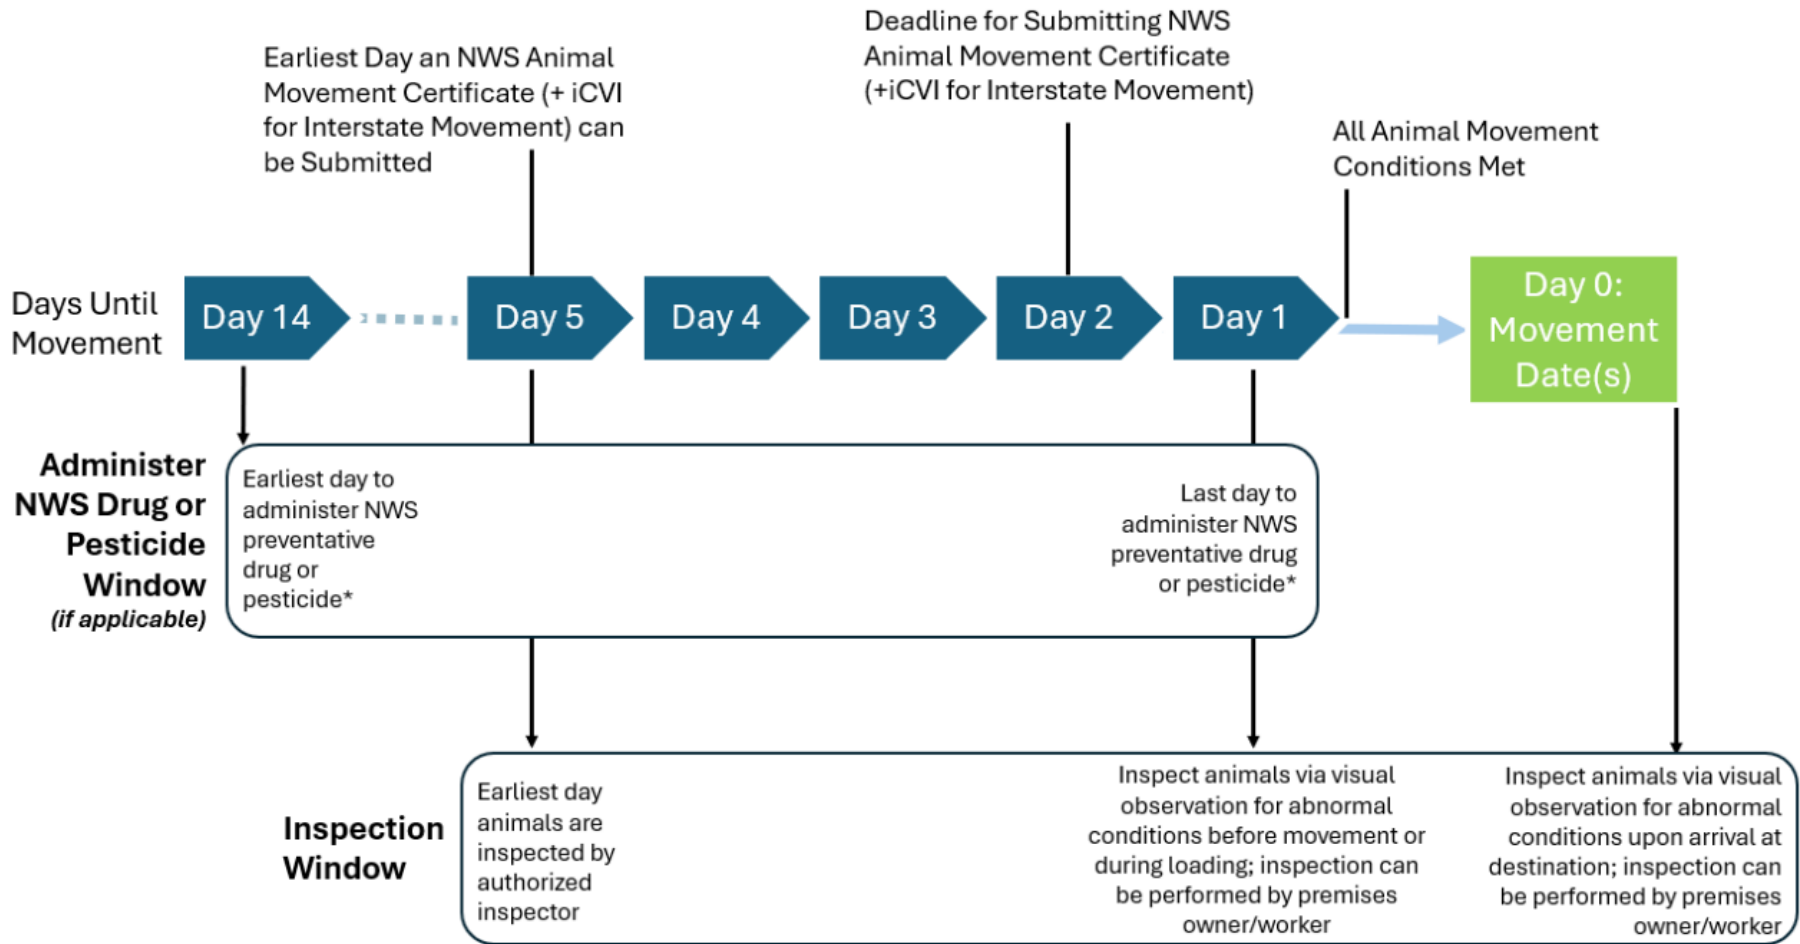 Earliest Day an NWS Animal
Movement Certificate (+ iCVI
for Interstate Movement) can
be Submitted
Deadline for Submitting NWS
Animal Movement Certificate
(+iCVI for Interstate Movement)
All Animal Movement
Conditions Met
Days Until
Movement
Day 14
Day 5
Day 4
Day 3
Day 2
Day 1
Day 0:
Movement
Date(s)
Administer
NWS Drug or
Pesticide
Window
(if applicable)
Earliest day to
administer NWS
preventative
drug or
pesticide*
Last day to
administer NWS
preventative drug
or pesticide*
Inspection
Window
Earliest day
animals are
inspected by
authorized
inspector
Inspect animals via visual
observation for abnormal
conditions before movement or
during loading; inspection can
be performed by premises
owner/worker
Inspect animals via visual
observation for abnormal
conditions upon arrival at
destination; inspection can
be performed by premises
owner/worker